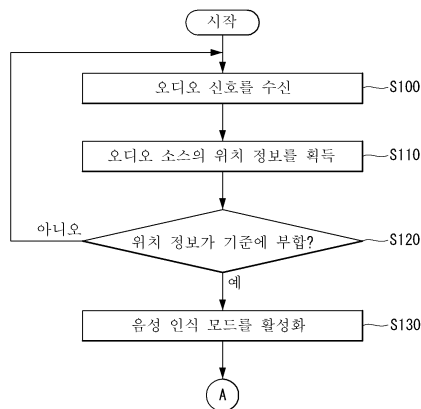 시작
오디오 신호를 수신
S100
오디오 소스의 위치 정보를 획득
S110
위치 정보가 기준에 부합?
S120
아니오
예
음성 인식 모드를 활성화
S130
A